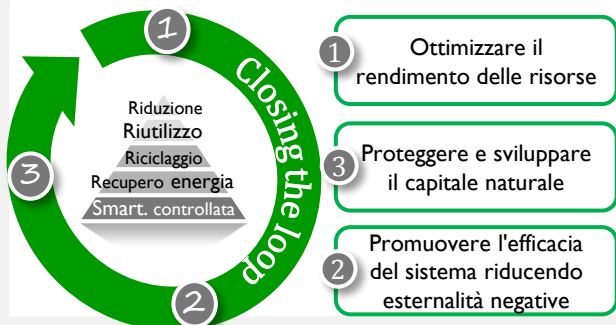 1
Closing the loop
Riduzione
Riutilizzo
Riciclaggio
Recupero energia
Smart. controllata
3
2
1
Ottimizzare il
rendimento delle risorse
3
Proteggere e sviluppare
il capitale naturale
2
Promuovere l'efficacia
del sistema riducendo
esternalità negative